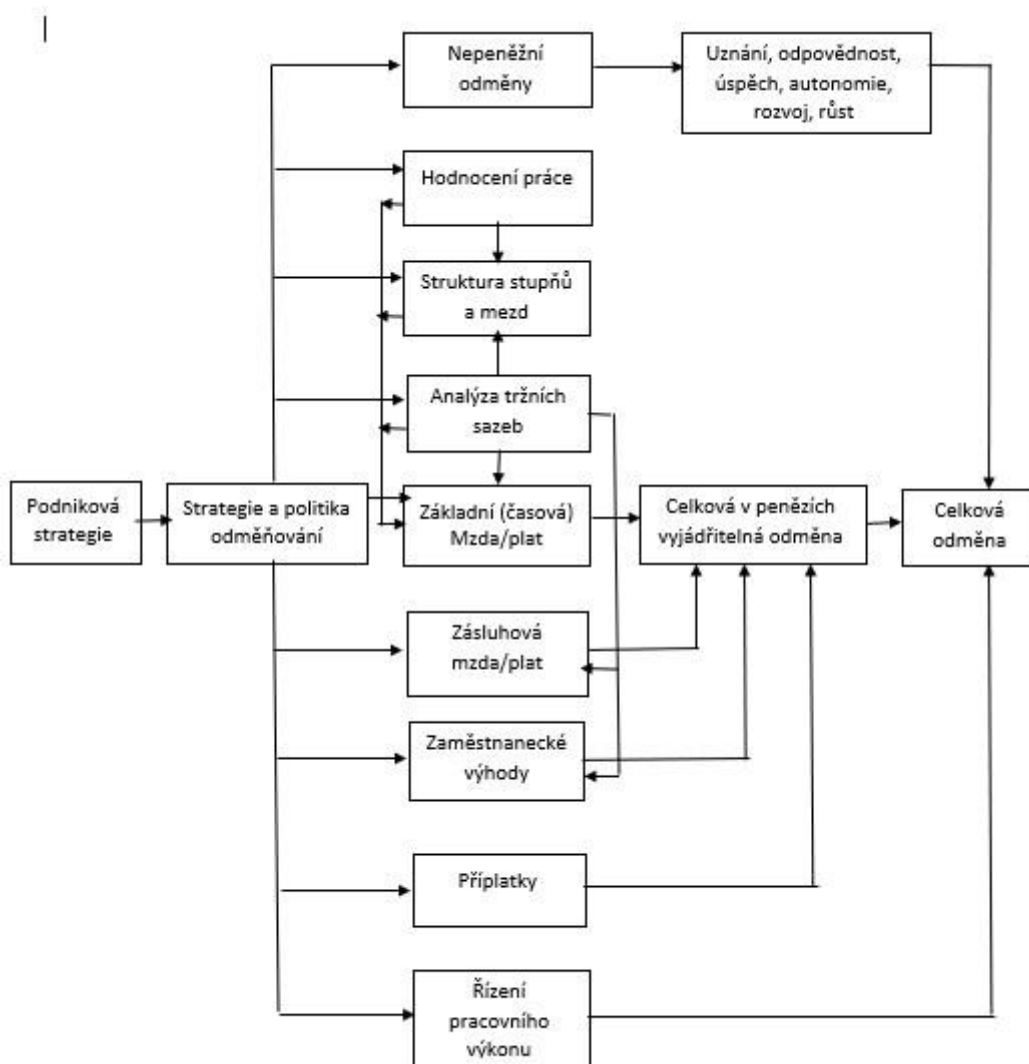 Nepeněžní
odměny
Uznání, odpovědnost,
úspěch, autonomie,
rozvoj, růst
Hodnocení práce
Struktura stupňů
a mezd
Analýza tržních
sazeb
Podniková
strategie
Strategie a politika
odměňování
Základní (časová)
Mzda/plat
Celková v penězích
vyjádřitelná odměna
Celková
odměna
Zásluhová
mzda/plat
Zaměstnanecké
výhody
Příplatky
Řízení
pracovního
výkonu